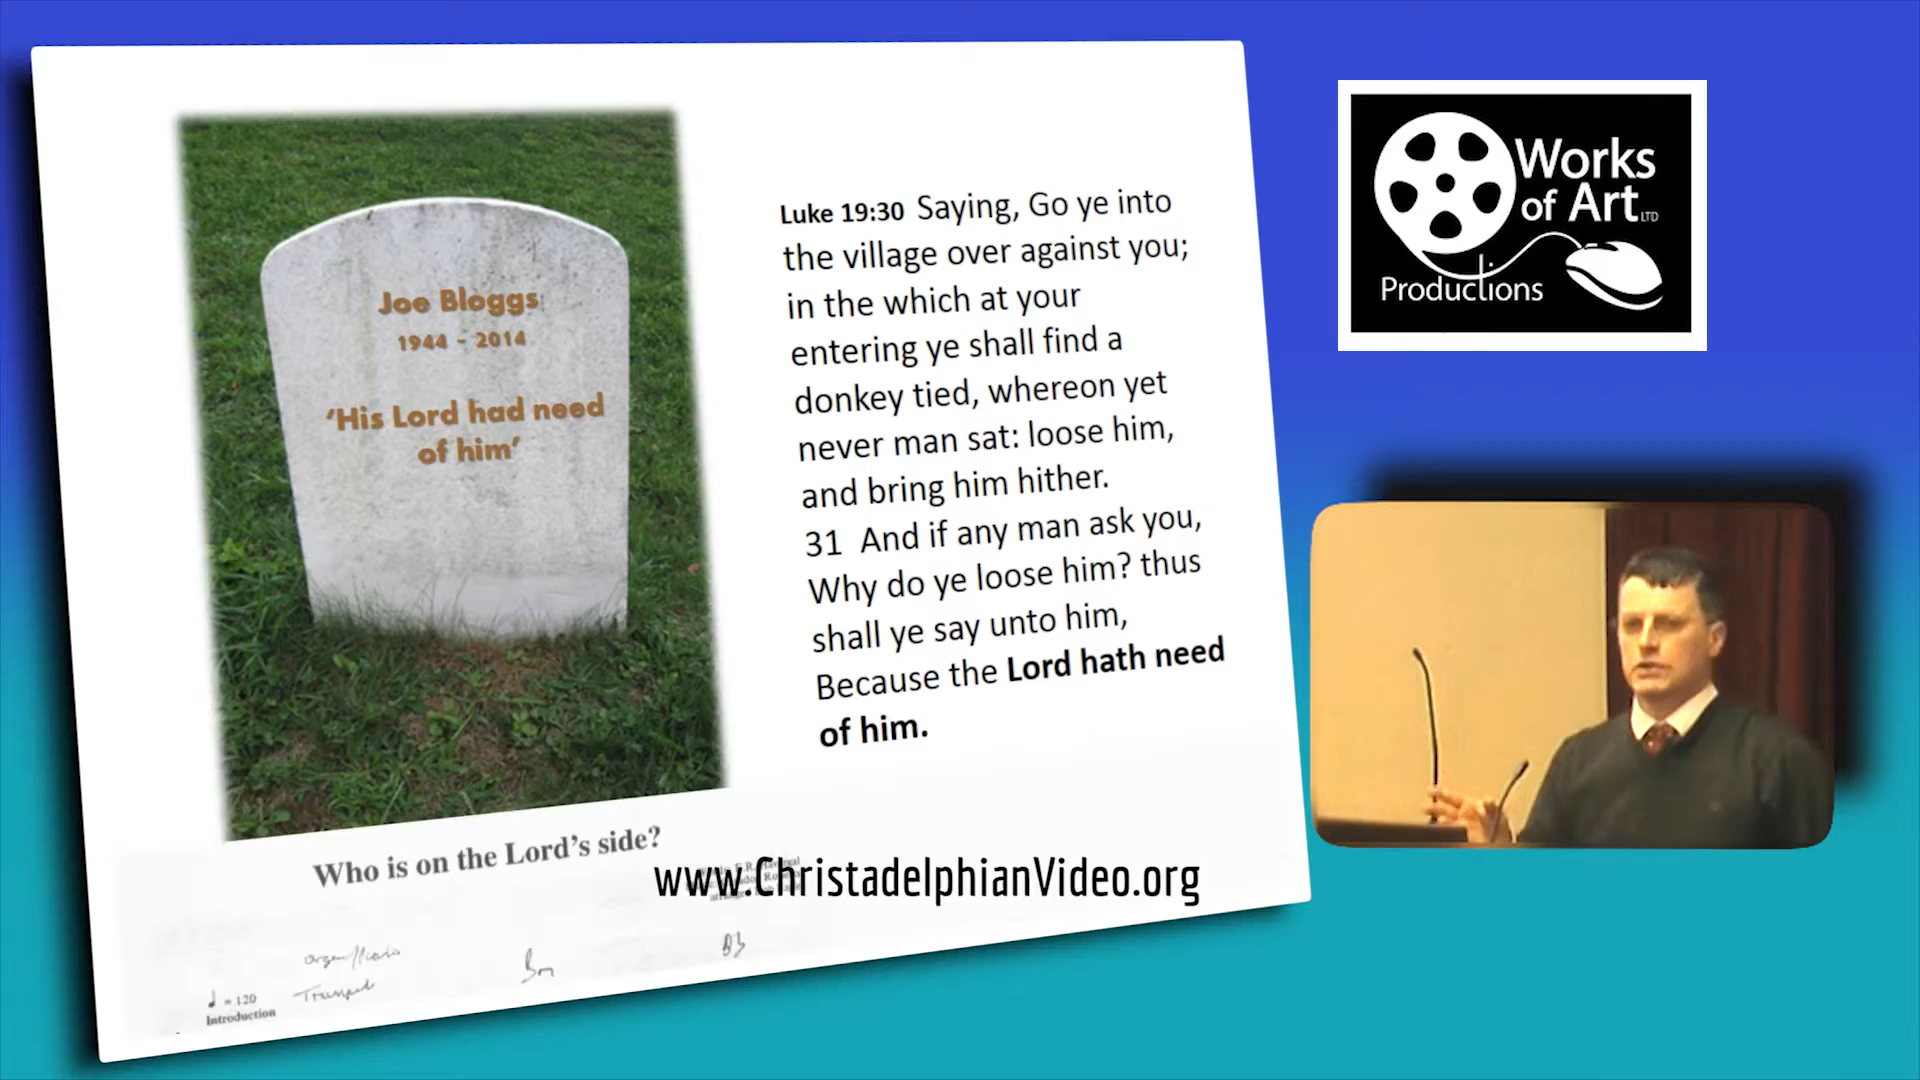 Joe Bloggs
1944 - 2014
‘His Lord had need
of him’
Luke 19:30 Saying, Go ye into
the village over against you;
in the which at your
entering ye shall find a
donkey tied, whereon yet
never man sat: loose him,
and bring him hither.
31 And if any man ask you,
Why do ye loose him? thus
shall ye say unto him,
Because the Lord hath need
of him.
Who is on the Lord's side?
www.ChristadelphianVideo.org
Trumpet
♩ = 120
Introduction
Works
of Art LTD
Productions